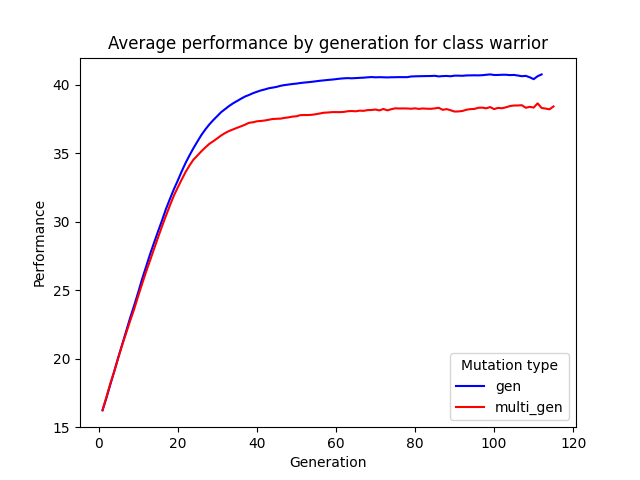 Average performance by generation for class warrior
Performance
40
35
30
25
20
15
0 20 40 60 80 100 120
Generation
Mutation type
gen
multi_gen